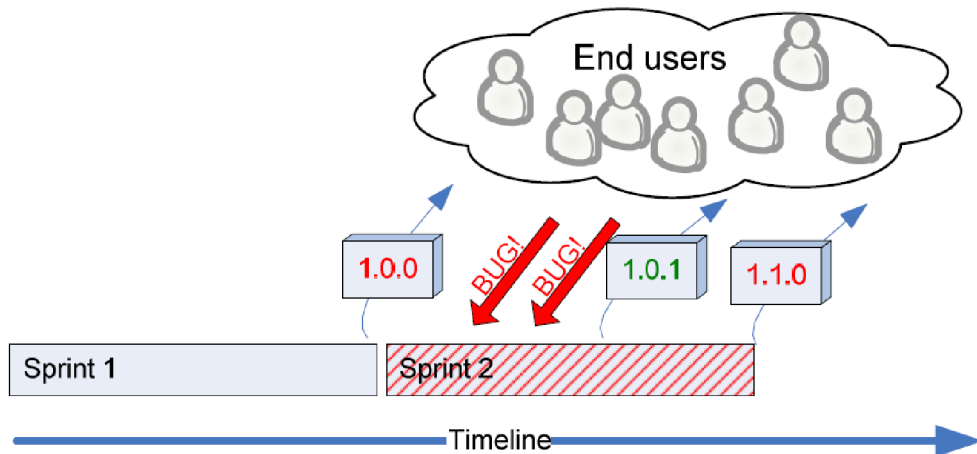 End users
1.0.0
BUG!
BUG!
1.0.1
1.1.0
Sprint 1
Sprint 2
Timeline